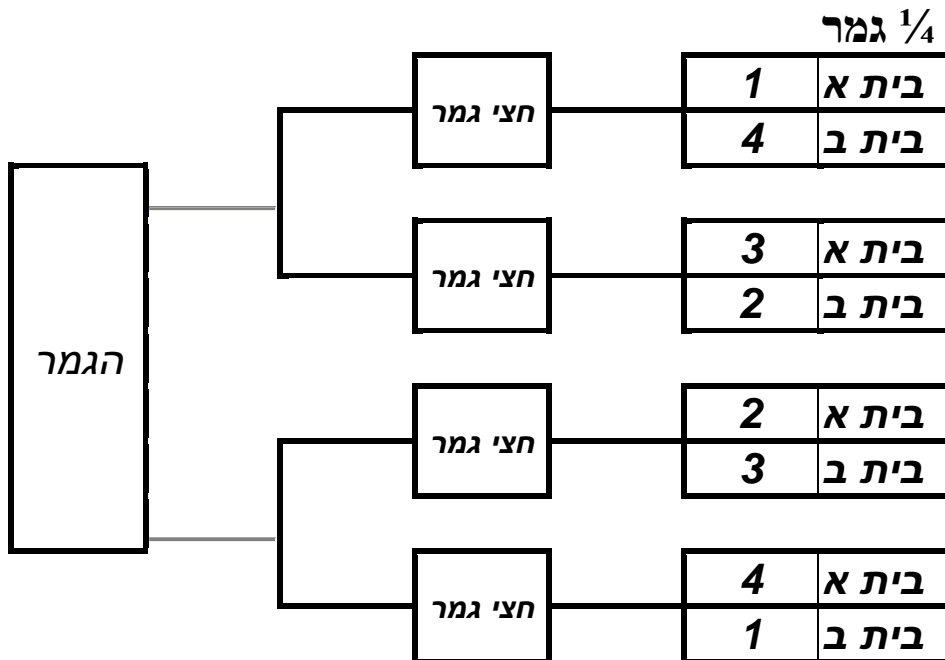 ¼ גמר
בית א 1
חצי גמר
בית ב 4
בית א 3
חצי גמר
בית ב 2
הגמר
בית א 2
חצי גמר
בית ב 3
בית א 4
חצי גמר
בית ב 1